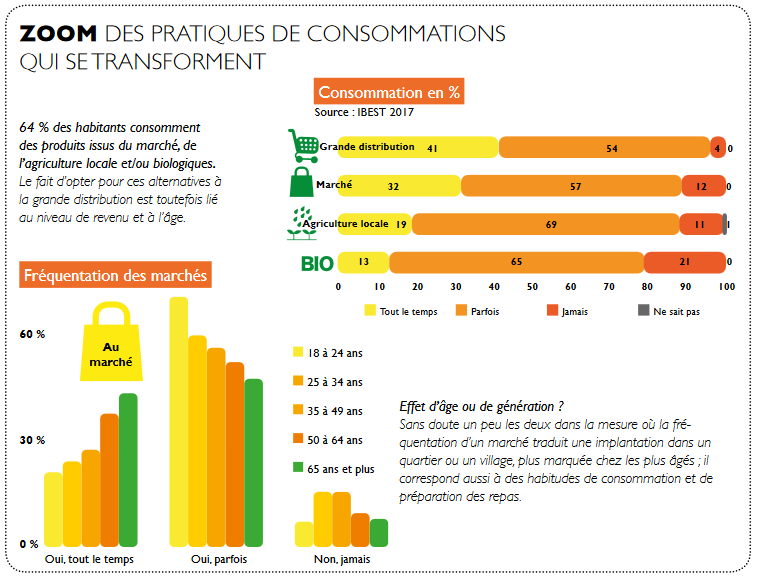 ZOOM DES PRATIQUES DE CONSOMMATIONS
QUI SE TRANSFORMENT
64 % des habitants consomment
des produits issus du marché, de
l'agriculture locale et/ou biologiques.
Le fait d'opter pour ces alternatives à
la grande distribution est toutefois lié
au niveau de revenu et à l'âge.
Consommation en %
Source : IBEST 2017
Grande distribution 41 54 4 0
Marché 32 57 12 0
Agriculture locale 19 69 11 1
BIO 13 65 21 0
0 10 20 30 40 50 60 70 80 90 100
Tout le temps Parfois Jamais Ne sait pas
Fréquentation des marchés
60 %
30 %
0 %
Au
marché
Oui, tout le temps Oui, parfois Non, jamais
18 à 24 ans
25 à 34 ans
35 à 49 ans
50 à 64 ans
65 ans et plus
Effet d'âge ou de génération ?
Sans doute un peu les deux dans la mesure où la fré-
quentation d'un marché traduit une implantation dans un
quartier ou un village, plus marquée chez les plus âgés ; il
correspond aussi à des habitudes de consommation et de
préparation des repas.